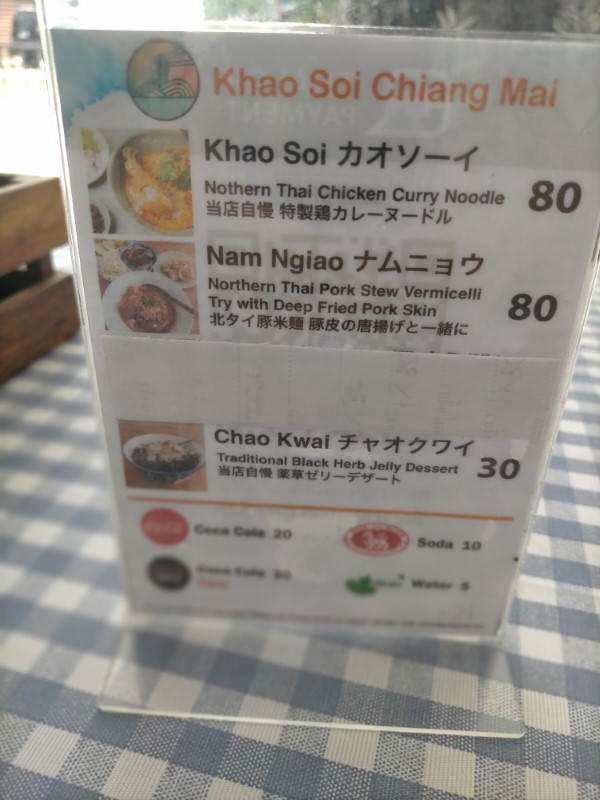 Khao Soi Chiang Mai
PAYMENT
Khao Soi カオソーイ
Nothern Thai Chicken Curry Noodle 80
当店自慢 特製鶏カレーヌードル
Nam Ngiao ナムニョウ
Northern Thai Pork Stew Vermicelli
Try with Deep Fried Pork Skin 80
北タイ豚米麺 豚皮の唐揚げと一緒に
Chao Kwai チャオクワイ
Traditional Black Herb Jelly Dessert 30
当店自慢 薬草ゼリーデザート
Coca Cola 20
Soda 10
Coca Cola
Water 5